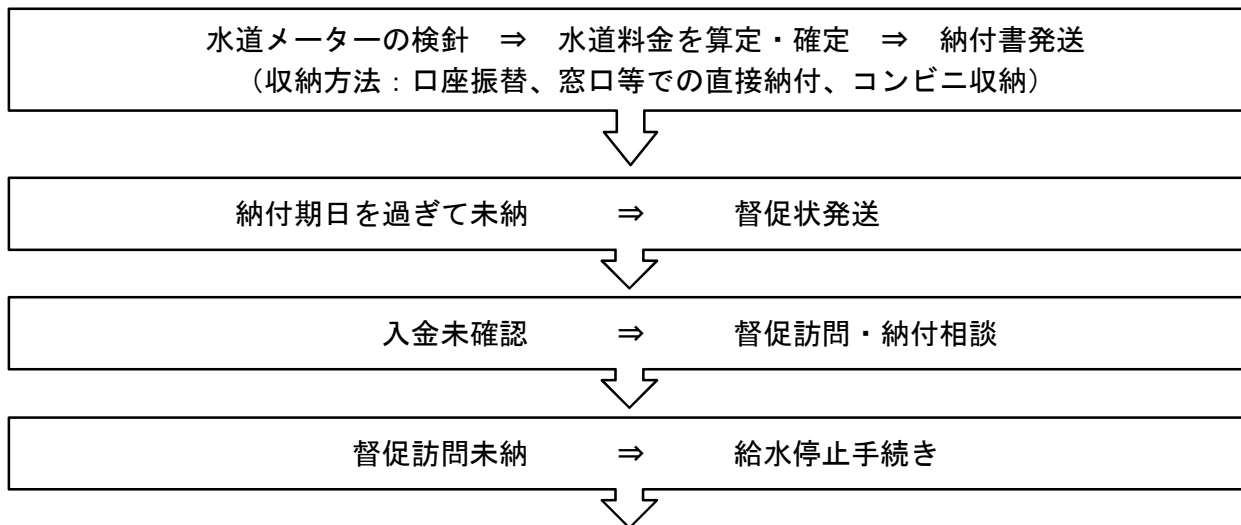 水道メーターの検針 ⇒ 水道料金を算定・確定 ⇒ 納付書発送
（収納方法：口座振替、窓口等での直接納付、コンビニ収納）
納付期日を過ぎて未納 ⇒ 督促状発送
入金未確認 ⇒ 督促訪問・納付相談
督促訪問未納 ⇒ 給水停止手続き